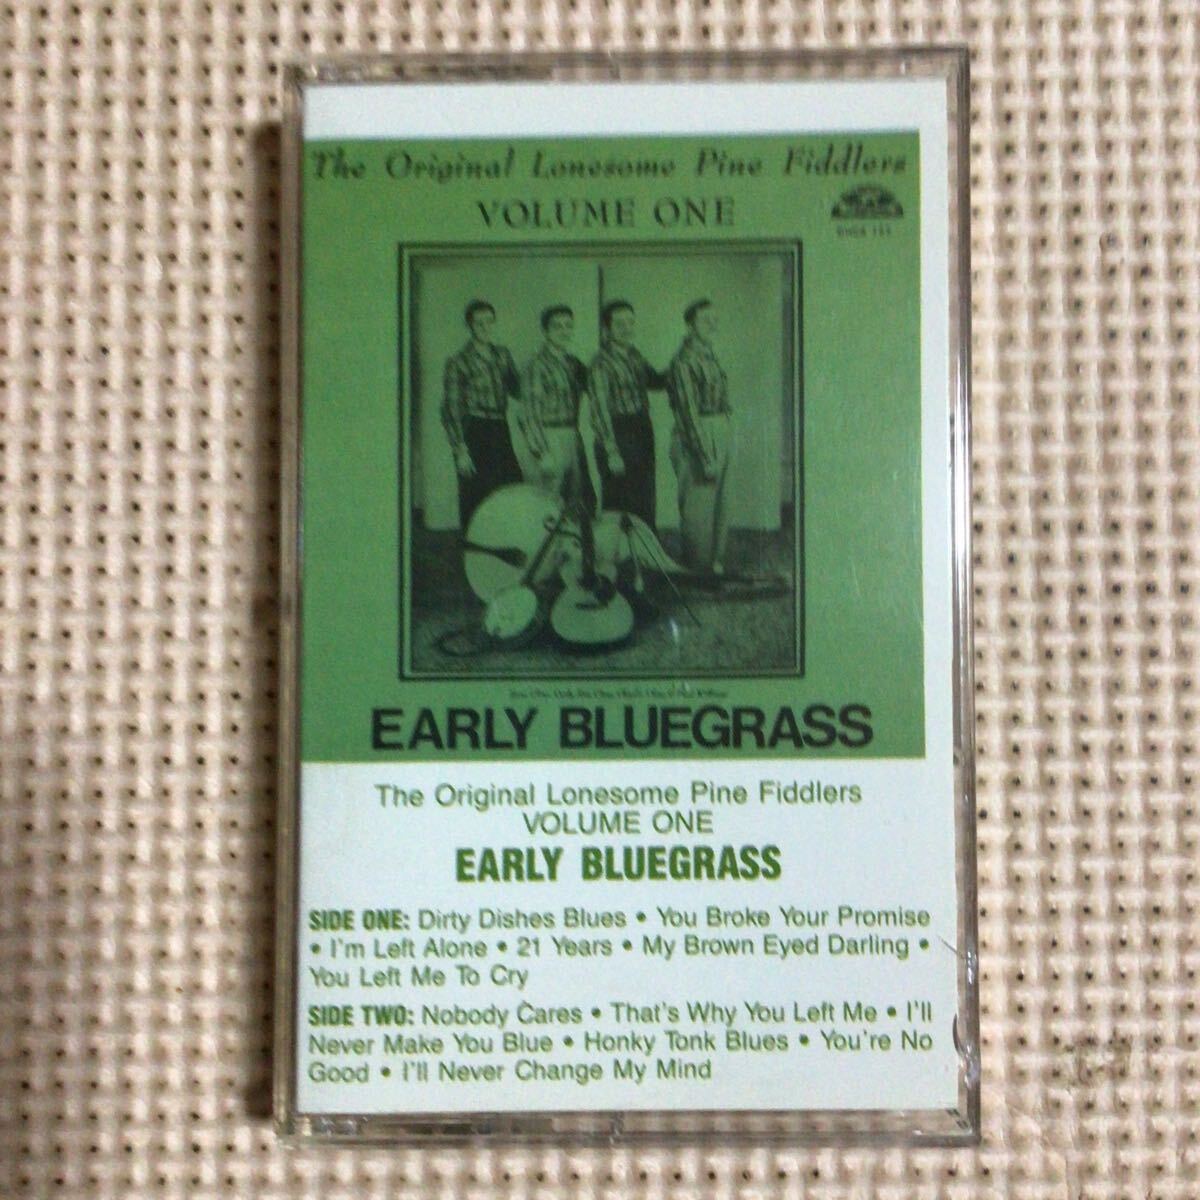 The Original Lonesome Pine Fiddlers
VOLUME ONE
EARLY BLUEGRASS
The Original Lonesome Pine Fiddlers
VOLUME ONE
EARLY BLUEGRASS
SIDE ONE: Dirty Dishes Blues • You Broke Your Promise
• I'm Left Alone • 21 Years • My Brown Eyed Darling •
You Left Me To Cry
SIDE TWO: Nobody Cares • That's Why You Left Me • I'll
Never Make You Blue • Honky Tonk Blues • You're No
Good • I'll Never Change My Mind